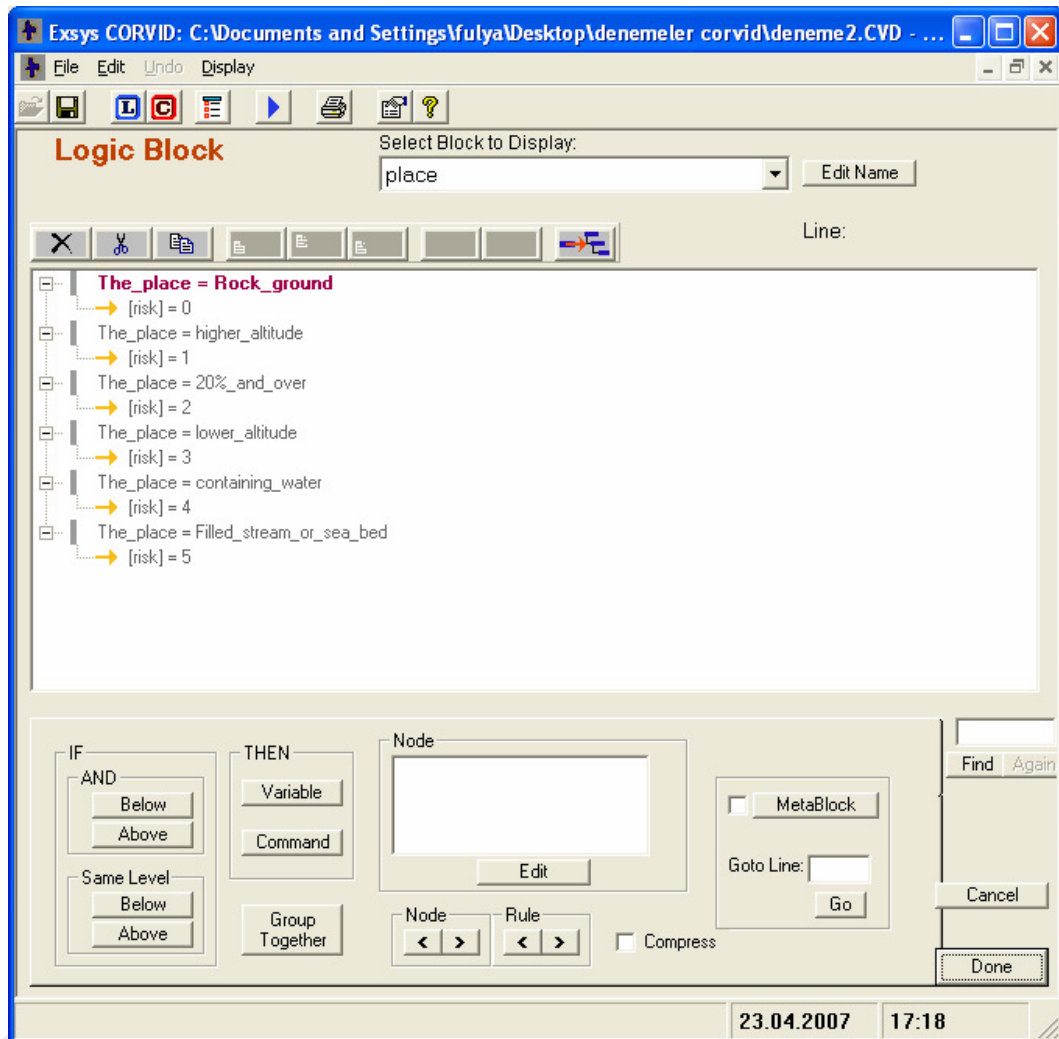 Exsys CORVID: C:\Documents and Settings\fulya\Desktop\denemeler corvid\deneme2.CVD - ...
File Edit Undo Display
Logic Block
Select Block to Display:
place
Edit Name
Line:
The_place = Rock_ground
[risk] = 0
The_place = higher_altitude
[risk] = 1
The_place = 20%_and_over
[risk] = 2
The_place = lower_altitude
[risk] = 3
The_place = containing_water
[risk] = 4
The_place = Filled_stream_or_sea_bed
[risk] = 5
IF
AND
Below
Above
Same Level
Below
Above
THEN
Variable
Command
Group Together
Node
Edit
Node
< >
Rule
< >
Compress
MetaBlock
Goto Line:
Go
Find Again
Cancel
Done
23.04.2007 17:18